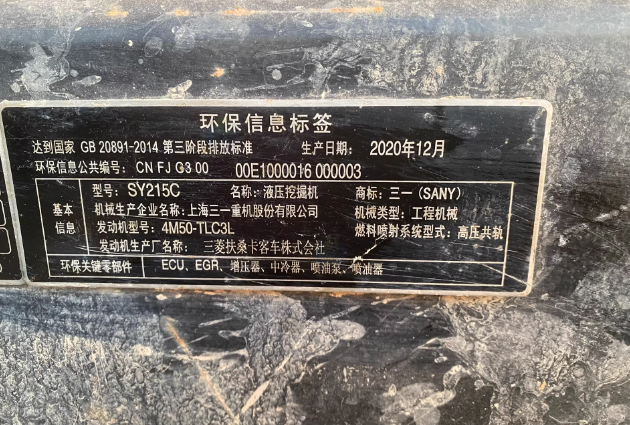 环保信息标签
达到国家 GB 20891-2014 第三阶段排放标准 生产日期： 2020年12月
环保信息公共编号： CN FJ G3 00 00E1000016 000003
基本信息
型号： SY215C 名称：液压挖掘机 商标：三一（SANY）
机械生产企业名称：上海三一重机股份有限公司 机械类型：工程机械
发动机型号：4M50-TLC3L 燃料喷射系统型式：高压共轨
发动机生产厂名称：三菱扶桑卡客车株式会社
环保关键零部件 ECU、EGR、增压器、中冷器、喷油泵、喷油器